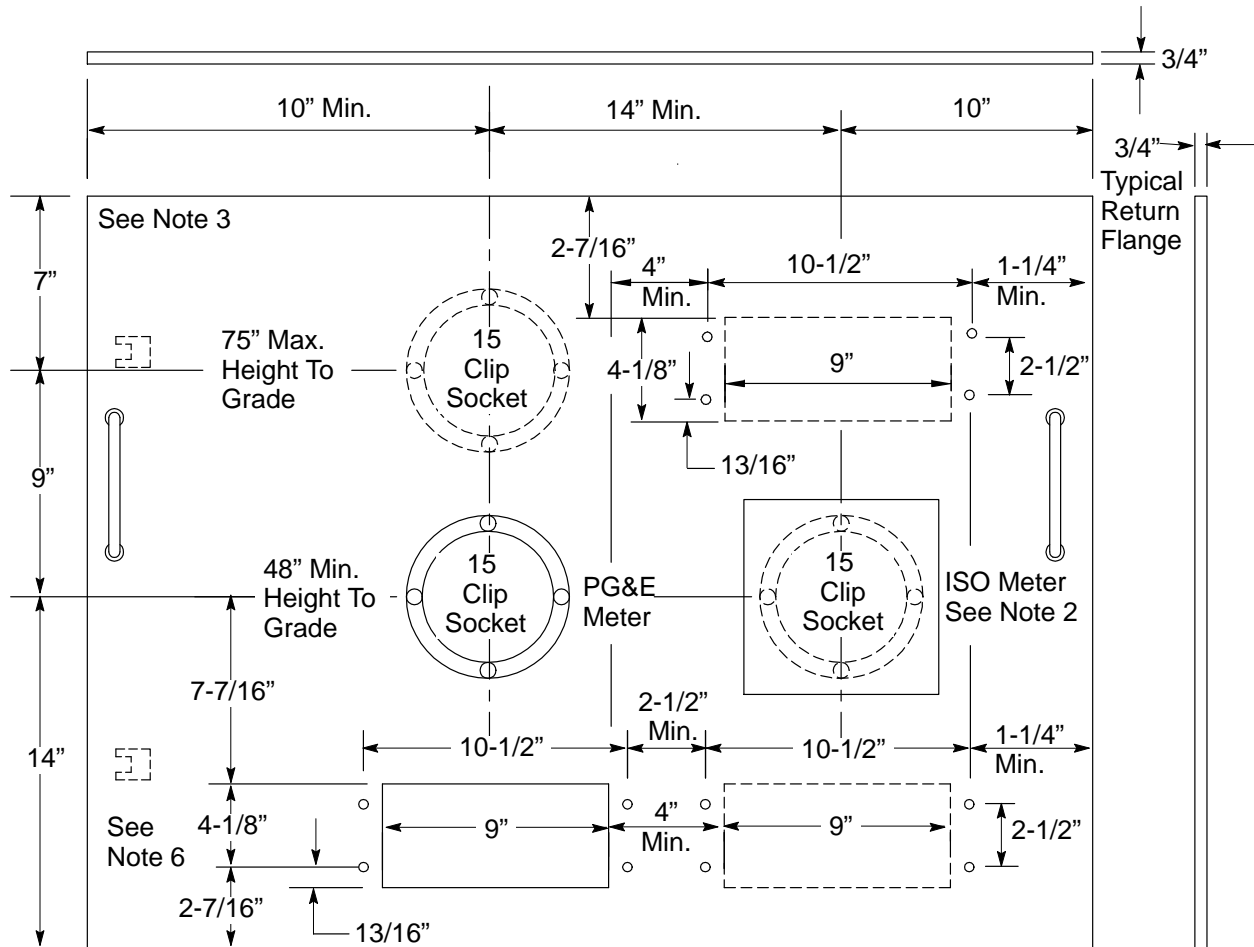 3/4”
10” Min.
14” Min.
10”
3/4”
Typical
Return
Flange
See Note 3
2-7/16”
4”
Min.
10-1/2”
1-1/4”
Min.
7”
75” Max.
Height To
Grade
15
Clip
Socket
4-1/8”
9”
2-1/2”
13/16”
9”
48” Min.
Height To
Grade
15
Clip
Socket
PG&E
Meter
15
Clip
Socket
ISO Meter
See Note 2
7-7/16”
2-1/2”
Min.
14”
10-1/2”
10-1/2”
1-1/4”
Min.
See
Note 6
4-1/8”
9”
4”
Min.
9”
2-1/2”
2-7/16”
13/16”